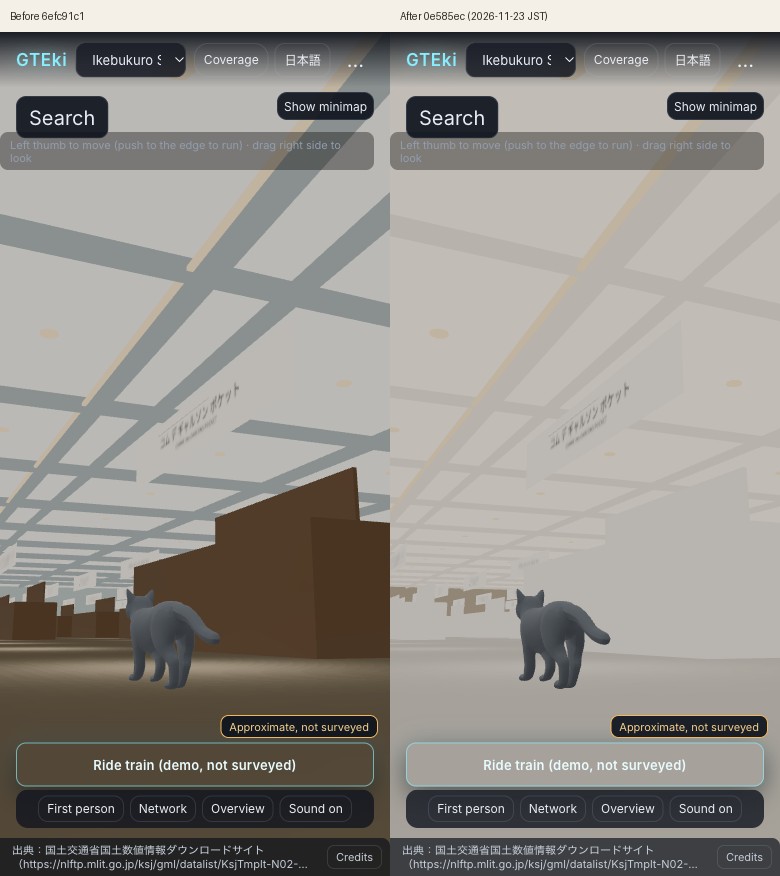 Before 6efc91c1
After 0e585ec (2026-11-23 JST)
GTEki
Ikebukuro S
Coverage
日本語
...
Search
Show minimap
Left thumb to move (push to the edge to run) · drag right side to
look
コムデギャルソンポケット
Approximate, not surveyed
Ride train (demo, not surveyed)
First person
Network
Overview
Sound on
出典：国土交通省国土数値情報ダウンロードサイト
（https://nlftp.mlit.go.jp/ksj/gml/datalist/KsjTmplt-N02-...
Credits
GTEki
Ikebukuro S
Coverage
日本語
...
Search
Show minimap
Left thumb to move (push to the edge to run) · drag right side to
look
コムデギャルソンポケット
Approximate, not surveyed
Ride train (demo, not surveyed)
First person
Network
Overview
Sound on
出典：国土交通省国土数値情報ダウンロードサイト
（https://nlftp.mlit.go.jp/ksj/gml/datalist/KsjTmplt-N02-...
Credits